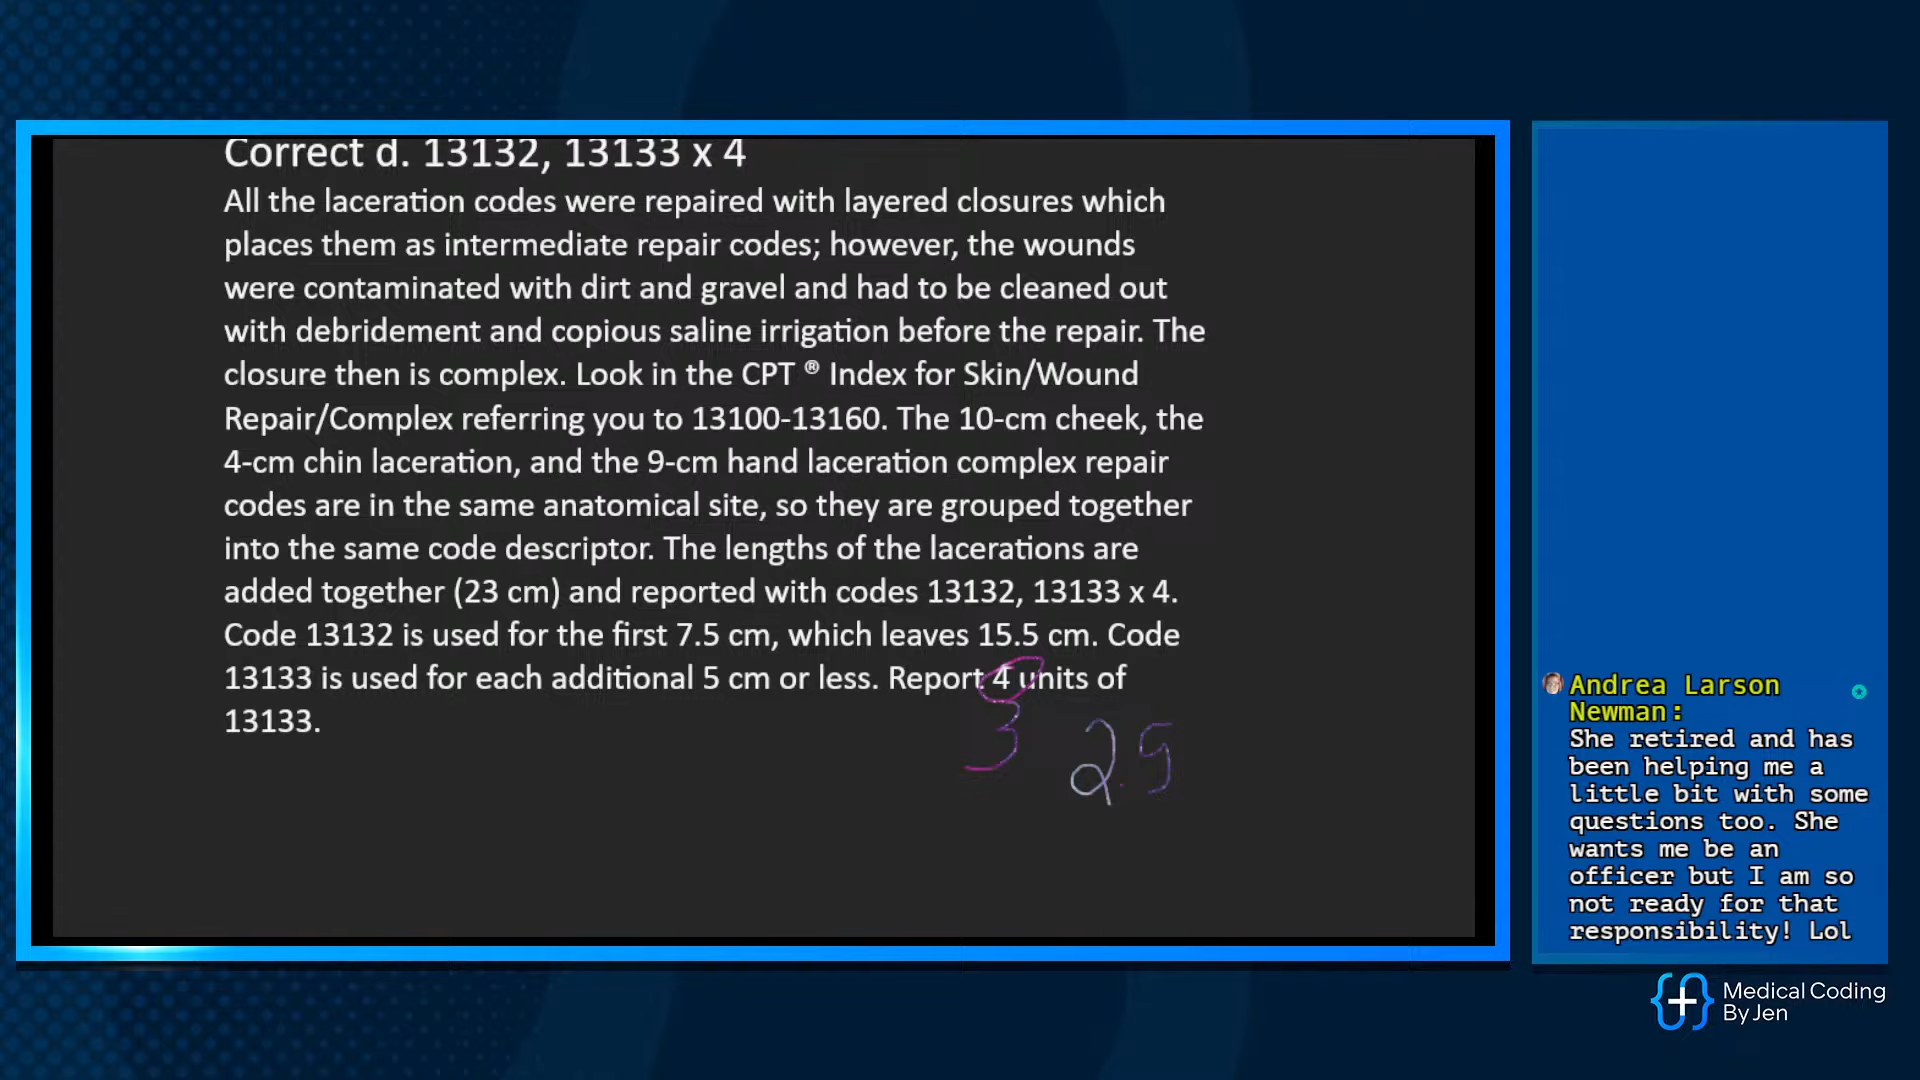 Correct d. 13132, 13133 x 4
All the laceration codes were repaired with layered closures which
places them as intermediate repair codes; however, the wounds
were contaminated with dirt and gravel and had to be cleaned out
with debridement and copious saline irrigation before the repair. The
closure then is complex. Look in the CPT ® Index for Skin/Wound
Repair/Complex referring you to 13100-13160. The 10-cm cheek, the
4-cm chin laceration, and the 9-cm hand laceration complex repair
codes are in the same anatomical site, so they are grouped together
into the same code descriptor. The lengths of the lacerations are
added together (23 cm) and reported with codes 13132, 13133 x 4.
Code 13132 is used for the first 7.5 cm, which leaves 15.5 cm. Code
13133 is used for each additional 5 cm or less. Report 4 units of
13133.
3
2.5
Andrea Larson
Newman:
She retired and has
been helping me a
little bit with some
questions too. She
wants me be an
officer but I am so
not ready for that
responsibility! Lol
Medical Coding
By Jen